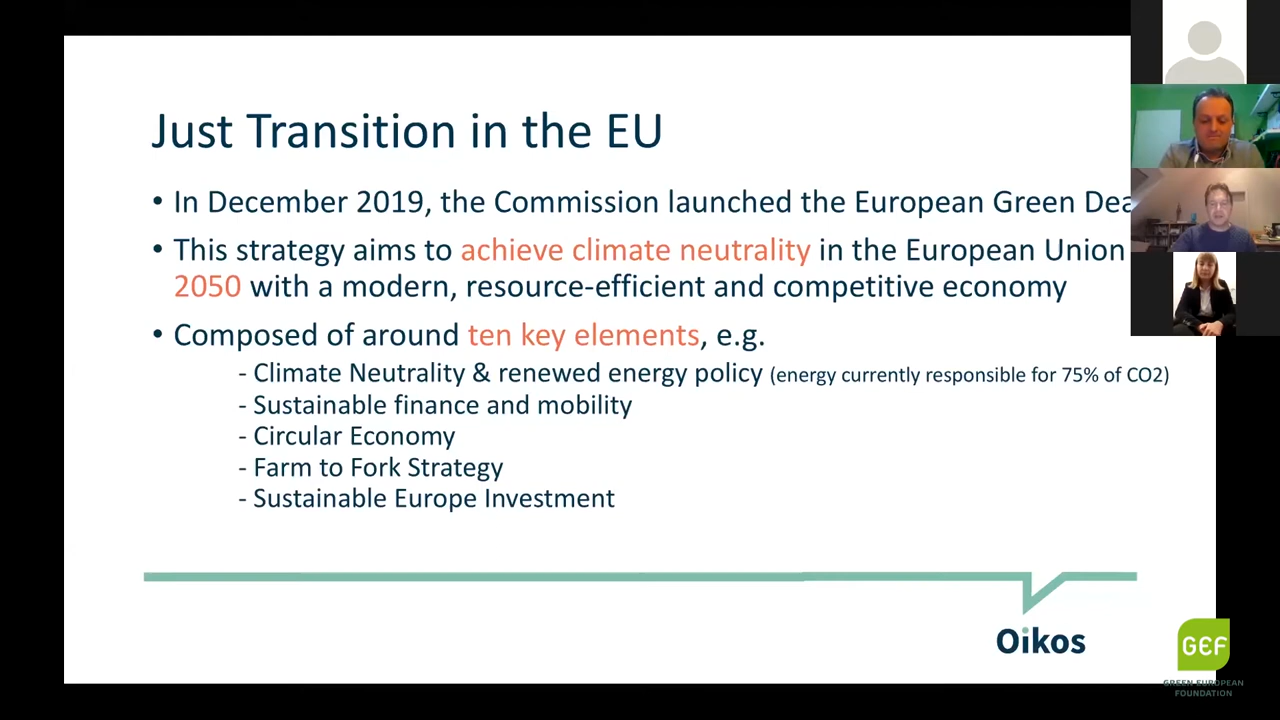 Just Transition in the EU
• In December 2019, the Commission launched the European Green Dea
• This strategy aims to achieve climate neutrality in the European Union
2050 with a modern, resource-efficient and competitive economy
• Composed of around ten key elements, e.g.
- Climate Neutrality & renewed energy policy (energy currently responsible for 75% of CO2)
- Sustainable finance and mobility
- Circular Economy
- Farm to Fork Strategy
- Sustainable Europe Investment
Oikos
GEF
GREEN EUROPEAN
FOUNDATION